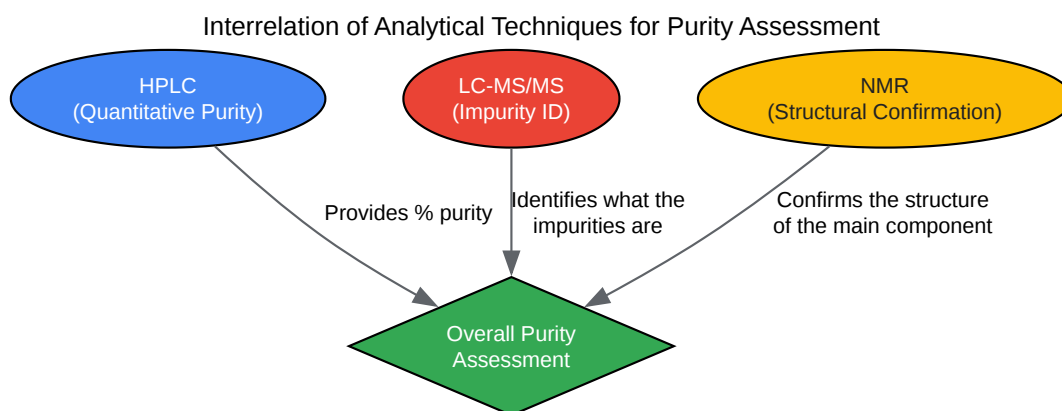 Interrelation of Analytical Techniques for Purity Assessment
HPLC
(Quantitative Purity)
LC-MS/MS
(Impurity ID)
NMR
(Structural Confirmation)
Provides % purity
Identifies what the
impurities are
Confirms the structure
of the main component
Overall Purity
Assessment